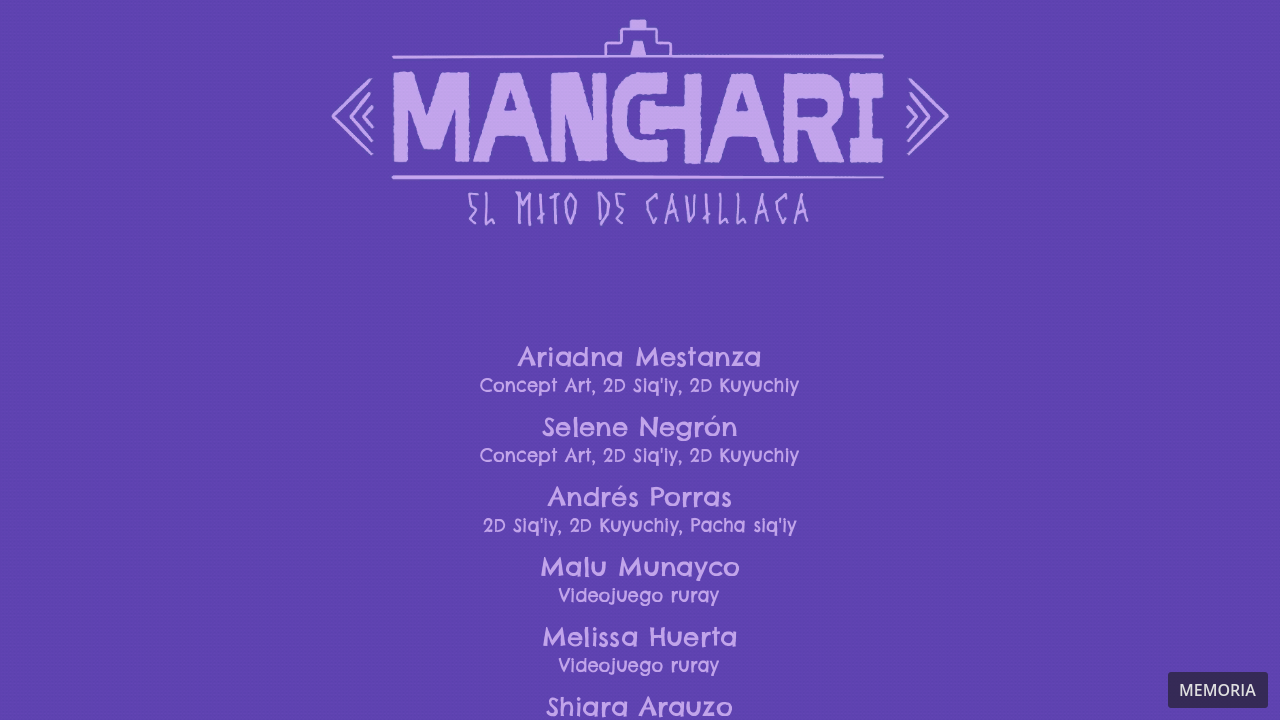 MANCHARI
EL MITO DE CAVILLACA
Ariadna Mestanza
Concept Art, 2D Siq'iy, 2D Kuyuchiy
Selene Negrón
Concept Art, 2D Siq'iy, 2D Kuyuchiy
Andrés Porras
2D Siq'iy, 2D Kuyuchiy, Pacha siq'iy
Malu Munayco
Videojuego ruray
Melissa Huerta
Videojuego ruray
Shiara Arauzo
MEMORIA